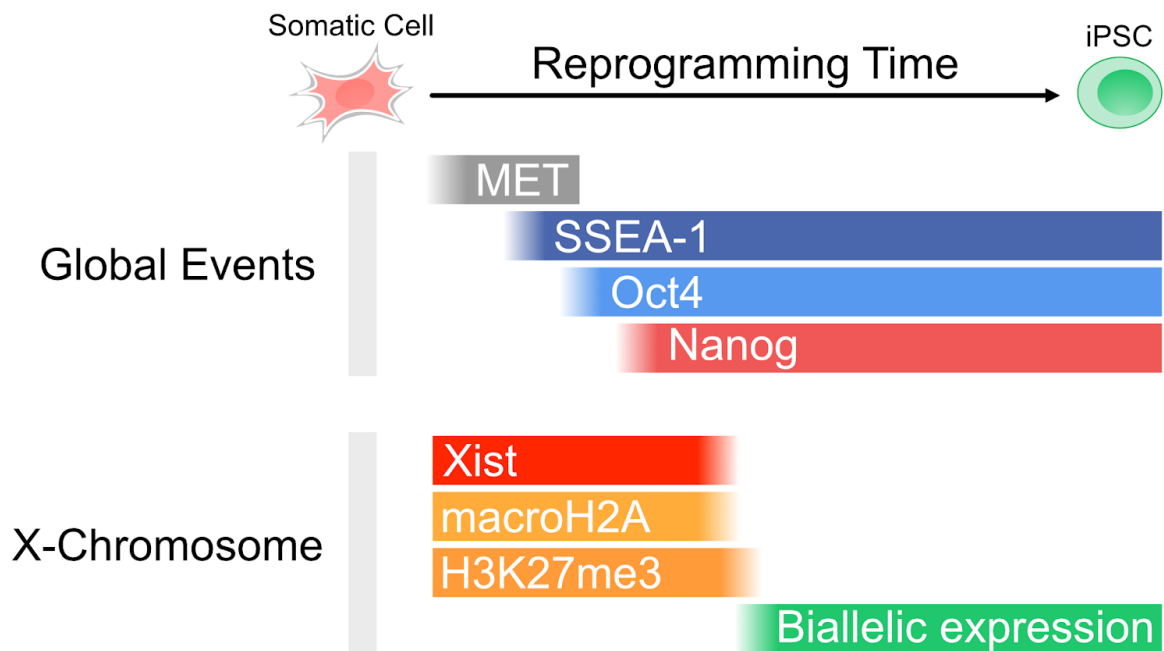 Somatic Cell
Reprogramming Time
iPSC
Global Events
MET
SSEA-1
Oct4
Nanog
X-Chromosome
Xist
macroH2A
H3K27me3
Biallelic expression